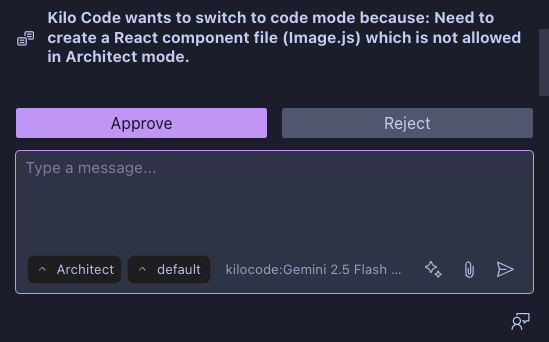 Kilo Code wants to switch to code mode because: Need to
create a React component file (Image.js) which is not allowed
in Architect mode.
Approve Reject
Type a message...
Architect default kilocode:Gemini 2.5 Flash ...